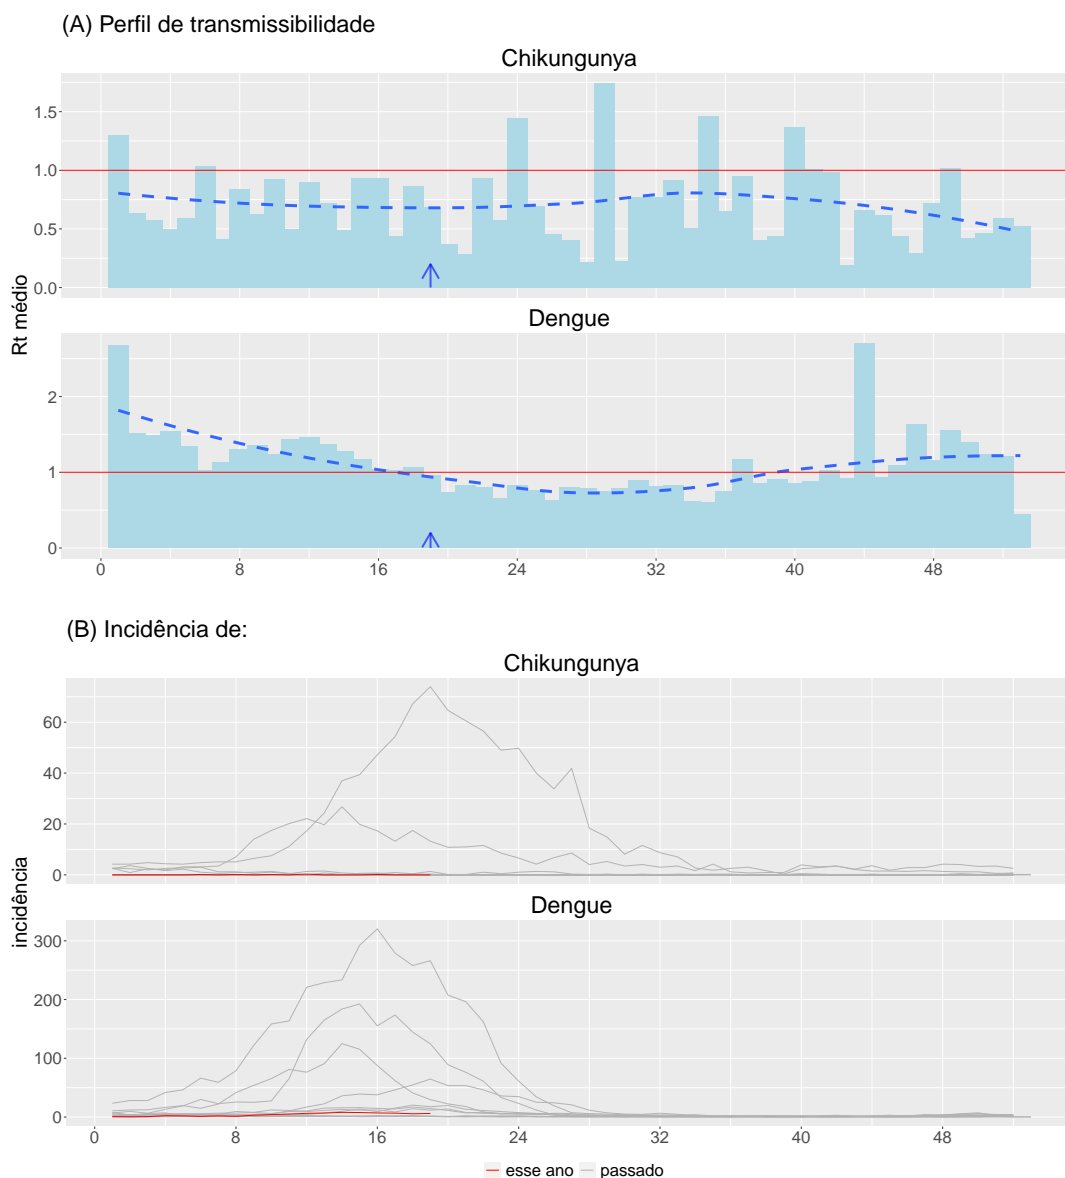 (A) Perfil de transmissibilidade
Chikungunya
1.5
1.0
0.5
0.0
Rt médio
Dengue
2
1
0
0 8 16 24 32 40 48
(B) Incidência de:
Chikungunya
60
40
20
0
incidência
Dengue
300
200
100
0
0 8 16 24 32 40 48
esse ano passado